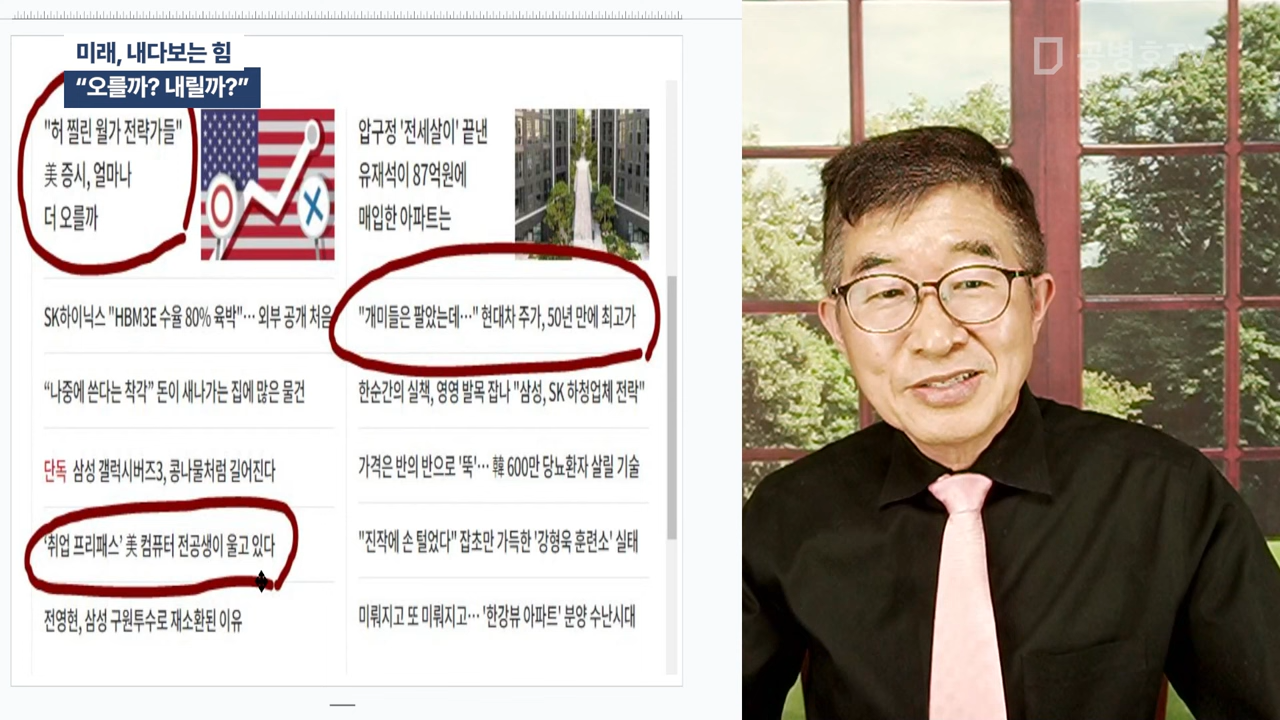 미래, 내다보는 힘
“오를까? 내릴까?”
"허 찔린 월가 전략가들"
美 증시, 얼마나
더 오를까
압구정 '전세살이' 끝낸
유재석이 87억원에
매입한 아파트는
SK하이닉스 "HBM3E 수율 80% 육박"… 외부 공개 처음
"개미들은 팔았는데…" 현대차 주가, 50년 만에 최고가
“나중에 쓴다는 착각” 돈이 새나가는 집에 많은 물건
한순간의 실책, 영영 발목 잡나 "삼성, SK 하청업체 전락"
단독 삼성 갤럭시버즈3, 콩나물처럼 길어진다
가격은 반의 반으로 '뚝'… 韓 600만 당뇨환자 살릴 기술
‘취업 프리패스’ 美 컴퓨터 전공생이 울고 있다
"진작에 손 털었다" 잡초만 가득한 '강형욱 훈련소' 실태
전영현, 삼성 구원투수로 재소환된 이유
미뤄지고 또 미뤄지고… '한강뷰 아파트' 분양 수난시대
공병호TV